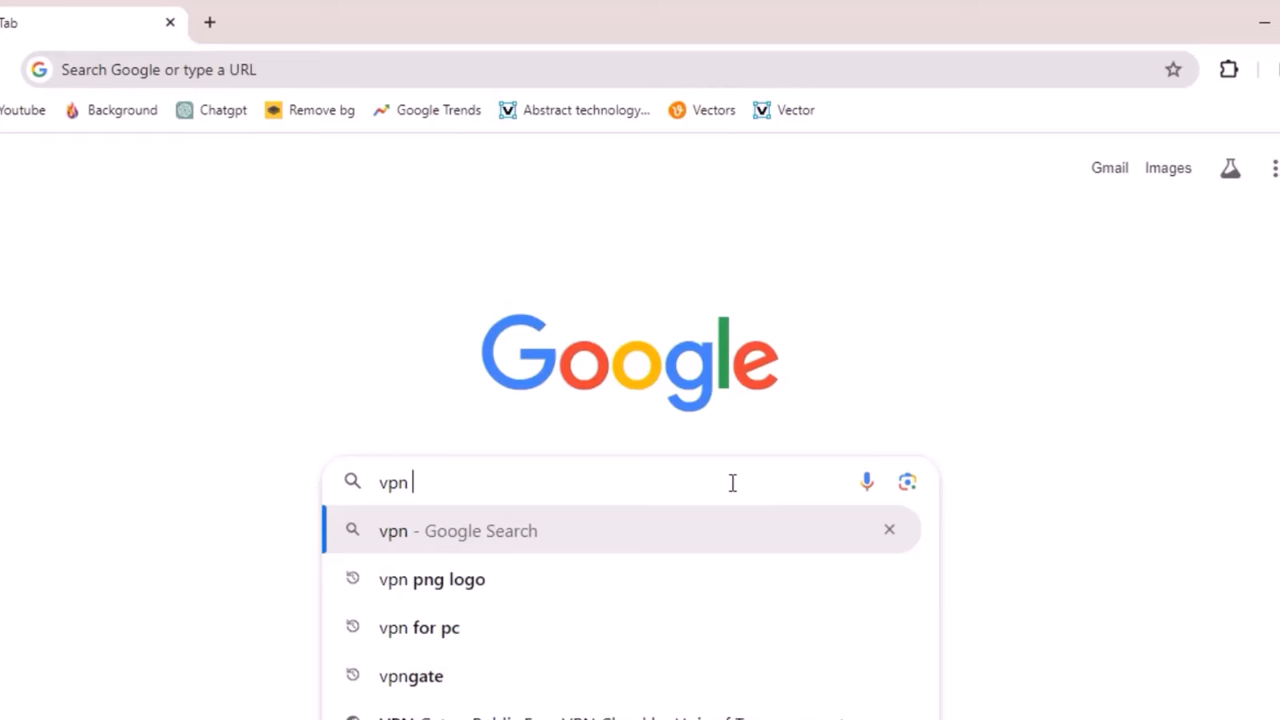 Tab
Search Google or type a URL
Youtube Background Chatgpt Remove bg Google Trends Abstract technology... Vectors Vector
Gmail Images
Google
vpn
vpn - Google Search
vpn png logo
vpn for pc
vpngate